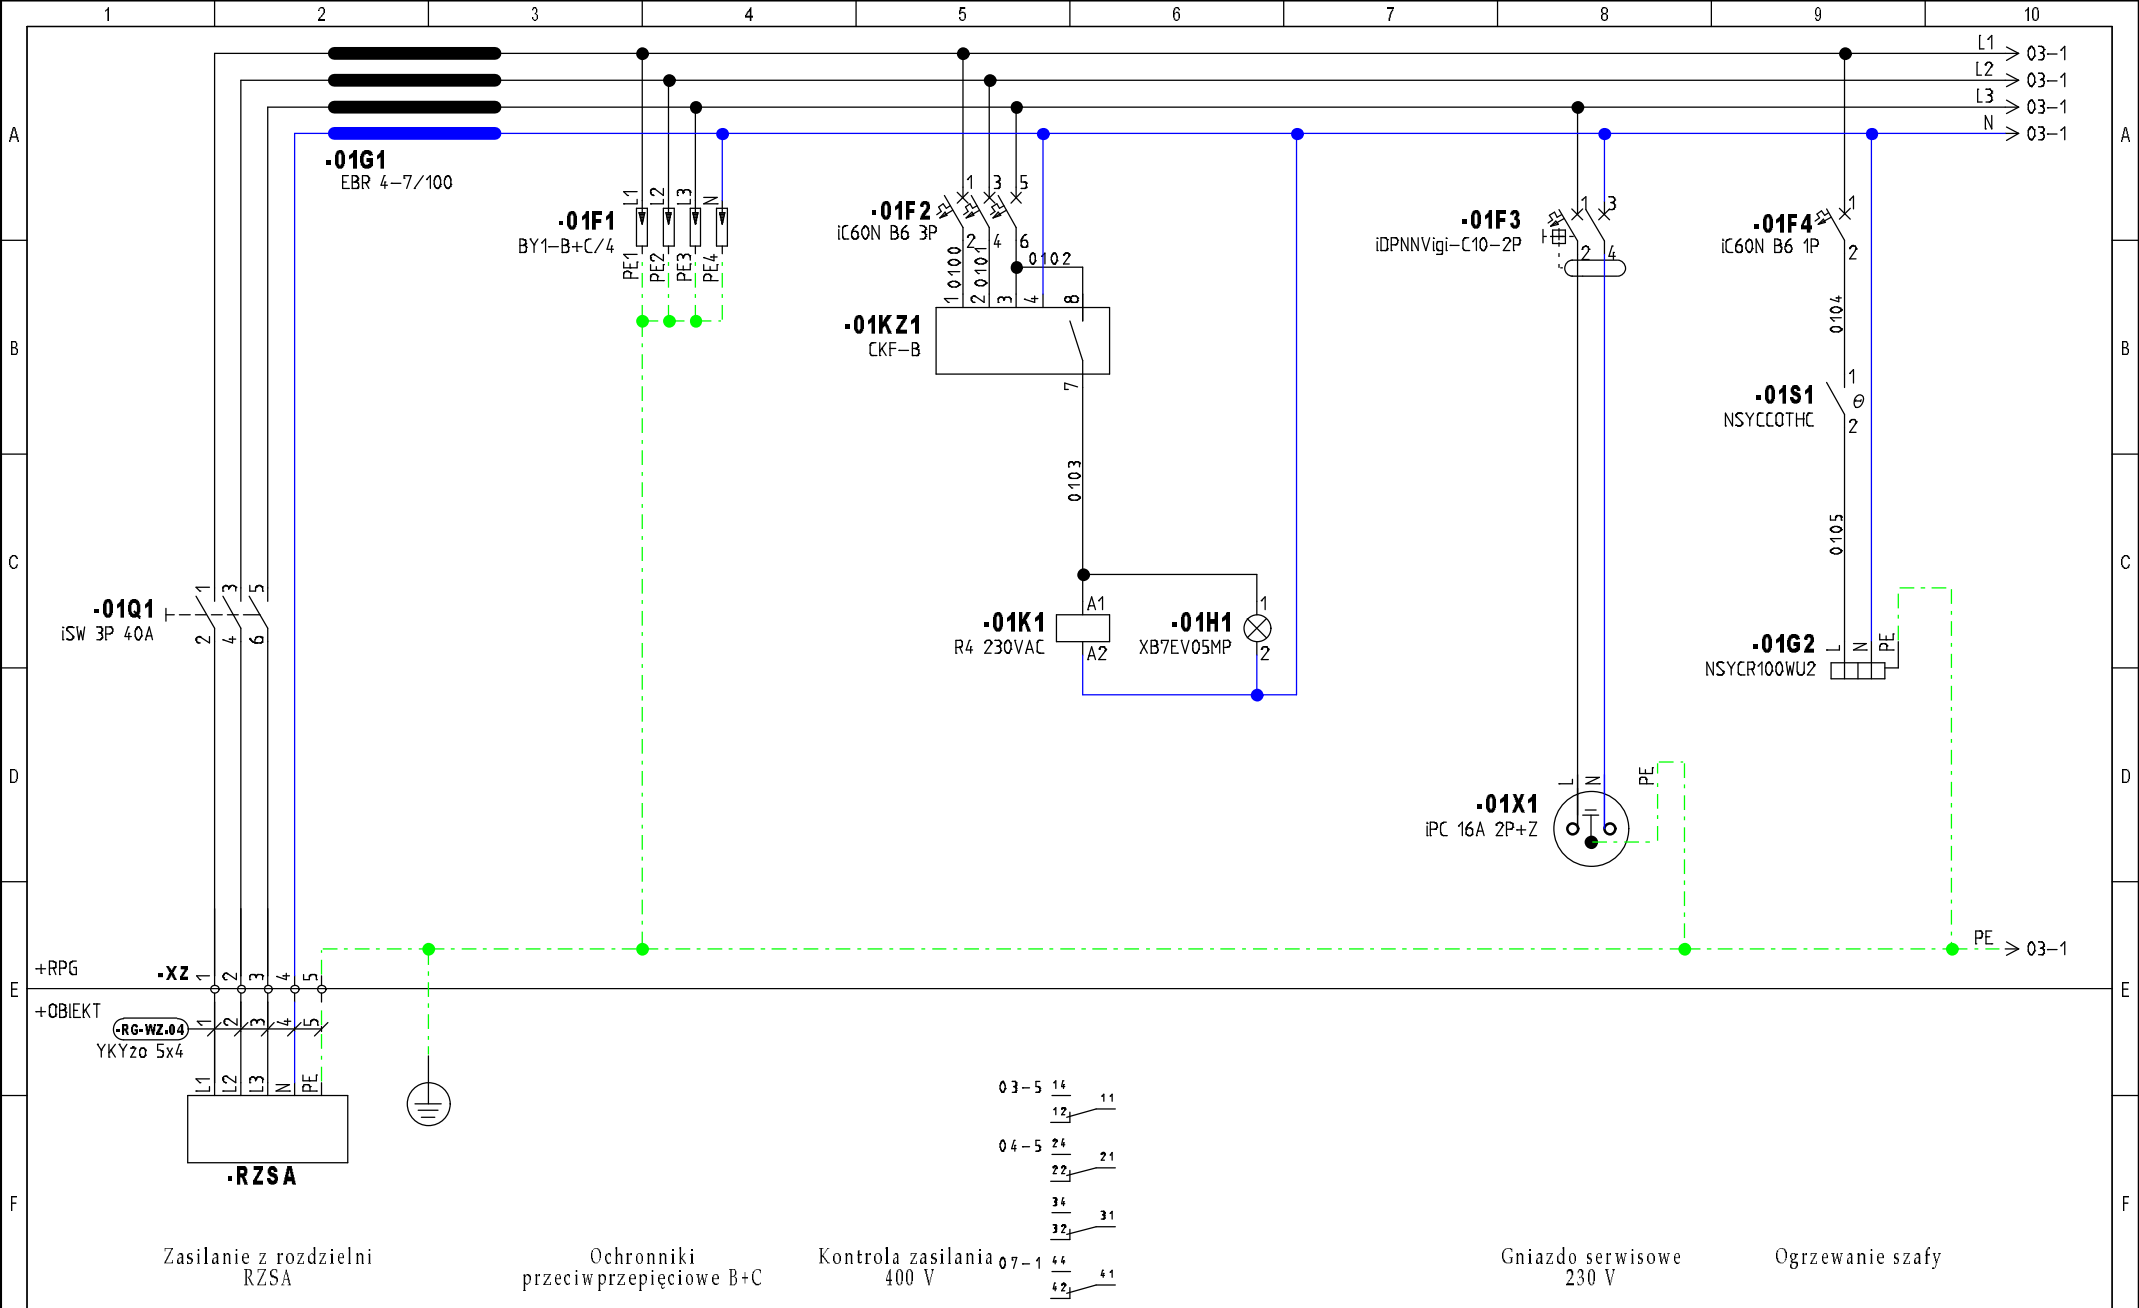 1 2 3 4 5 6 7 8 9 10
L1 03-1
L2 03-1
L3 03-1
N 03-1
A A
-01G1
EBR 4-7/100
L1 L2 L3 N
-01F1
BY1-B+C/4
PE1 PE2 PE3 PE4
1 3 5
-01F2
iC60N B6 3P
2 4 6
0100 0101 0102
1 2 3 4 8
-01KZ1
CKF-B
7
0103
1 3
-01F3
iDPNNVigi-C10-2P
2 4
1
-01F4
iC60N B6 1P
2
0104
B B
1
-01S1
NSYCCOTHC
θ
2
0105
C C
1 3 5
-01Q1
iSW 3P 40A
2 4 6
A1
-01K1
R4 230VAC
A2
1
-01H1
XB7EV05MP
2
L N PE
-01G2
NSYCR100WU2
D D
L N PE
-01X1
iPC 16A 2P+Z
PE 03-1
+RPG
-XZ
1 2 3 4 5
E E
+OBIEKT
-RG-WZ.04
YKYżo 5x4
1 2 3 4 5
L1 L2 L3 N PE
-RZSA
03-5 14
12 11
04-5 24
22 21
34
32 31
07-1 44
42 41
F F
Zasilanie z rozdzielni
RZSA
Ochronniki
przeciwprzepięciowe B+C
Kontrola zasilania
400 V
Gniazdo serwisowe
230 V
Ogrzewanie szafy